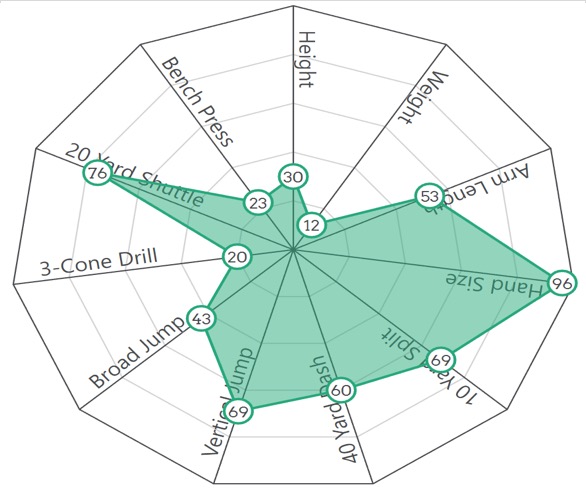 Height
30
Weight
12
Arm Length
53
Hand Size
96
10 Yard Split
69
40 Yard Dash
60
Vertical Jump
69
Broad Jump
43
3-Cone Drill
20
20 Yard Shuttle
76
Bench Press
23